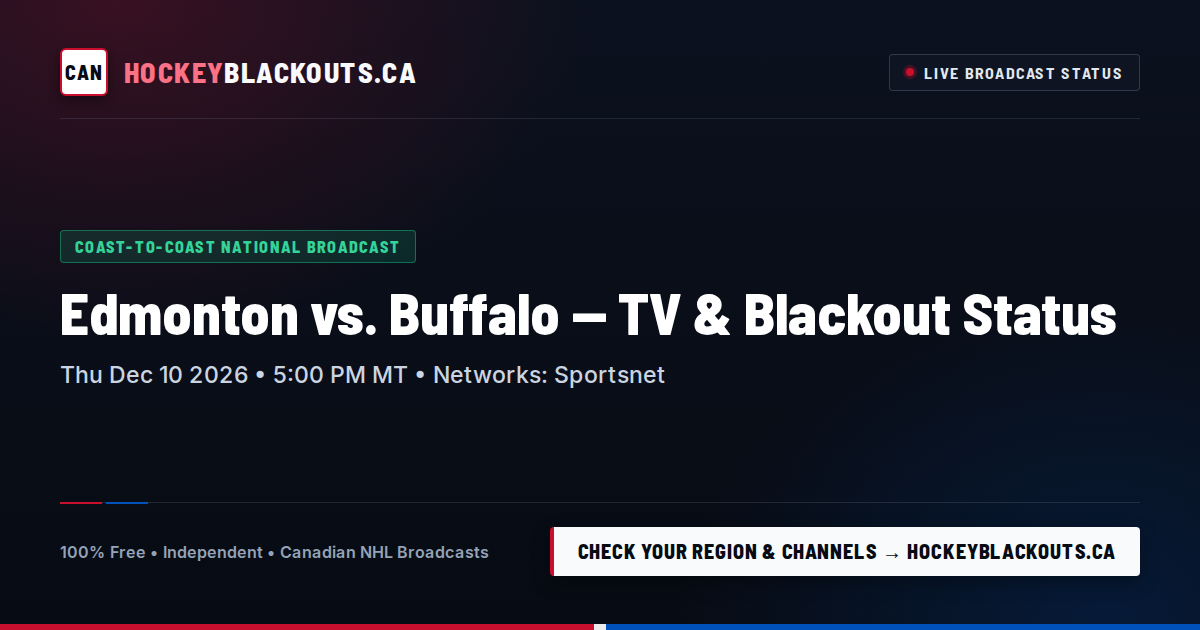 CAN
HOCKEYBLACKOUTS.CA
LIVE BROADCAST STATUS
COAST-TO-COAST NATIONAL BROADCAST
Edmonton vs. Buffalo — TV & Blackout Status
Thu Dec 10 2026 • 5:00 PM MT • Networks: Sportsnet
100% Free • Independent • Canadian NHL Broadcasts
CHECK YOUR REGION & CHANNELS → HOCKEYBLACKOUTS.CA